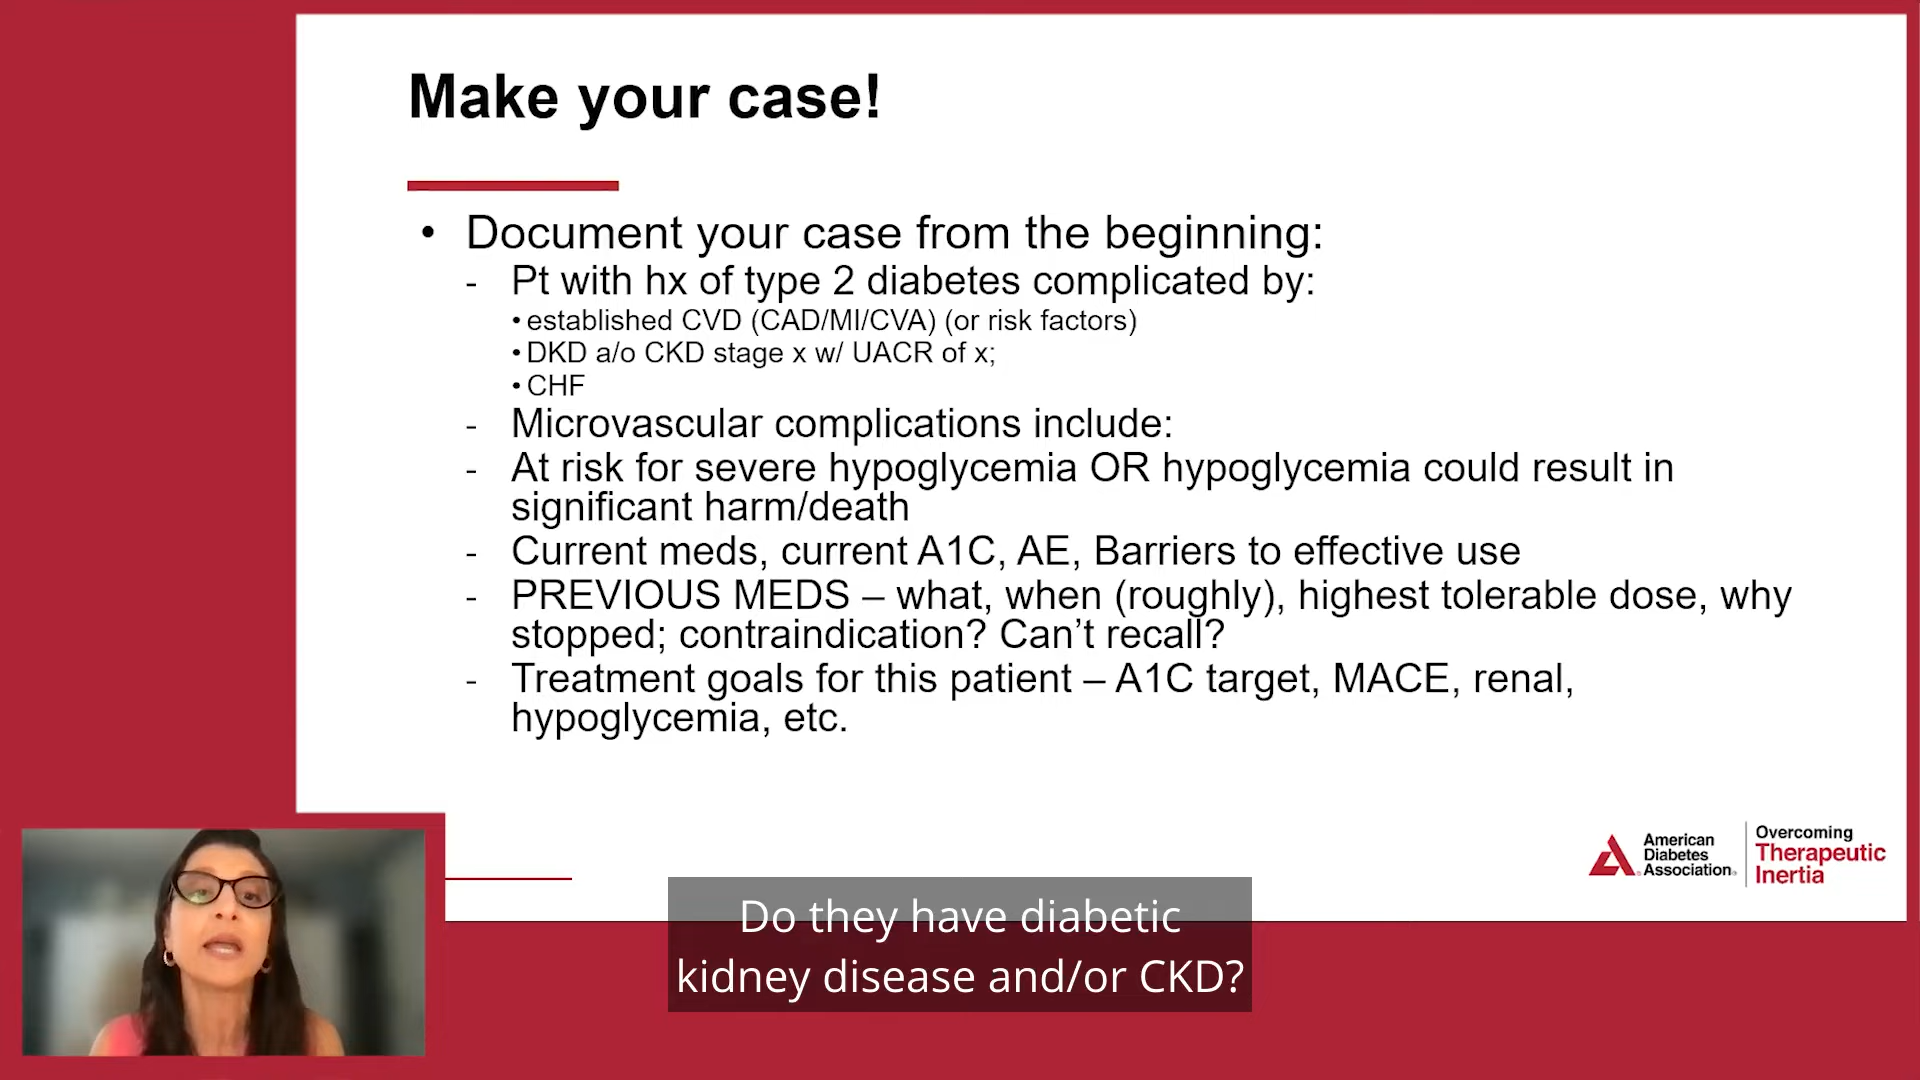 Make your case!
• Document your case from the beginning:
- Pt with hx of type 2 diabetes complicated by:
• established CVD (CAD/MI/CVA) (or risk factors)
• DKD a/o CKD stage x w/ UACR of x;
• CHF
- Microvascular complications include:
- At risk for severe hypoglycemia OR hypoglycemia could result in
significant harm/death
- Current meds, current A1C, AE, Barriers to effective use
- PREVIOUS MEDS – what, when (roughly), highest tolerable dose, why
stopped; contraindication? Can’t recall?
- Treatment goals for this patient – A1C target, MACE, renal,
hypoglycemia, etc.
American
Diabetes
Association®
Overcoming
Therapeutic
Inertia
Do they have diabetic
kidney disease and/or CKD?